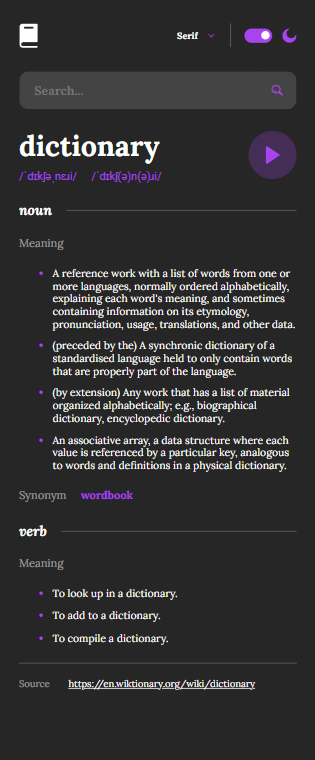 Serif
Search...
dictionary
/ˈdɪkʃəˌnɛɹi/ /ˈdɪkʃ(ə)n(ə)ɹi/
noun
Meaning
A reference work with a list of words from one or
more languages, normally ordered alphabetically,
explaining each word's meaning, and sometimes
containing information on its etymology,
pronunciation, usage, translations, and other data.
(preceded by the) A synchronic dictionary of a
standardised language held to only contain words
that are properly part of the language.
(by extension) Any work that has a list of material
organized alphabetically; e.g., biographical
dictionary, encyclopedic dictionary.
An associative array, a data structure where each
value is referenced by a particular key, analogous
to words and definitions in a physical dictionary.
Synonym wordbook
verb
Meaning
To look up in a dictionary.
To add to a dictionary.
To compile a dictionary.
Source https://en.wiktionary.org/wiki/dictionary